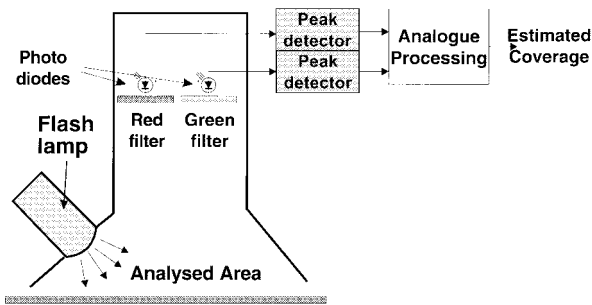 Peak
detector
Peak
detector
Analogue
Processing
Estimated
Coverage
Photo
diodes
Red
filter
Green
filter
Flash
lamp
Analysed Area